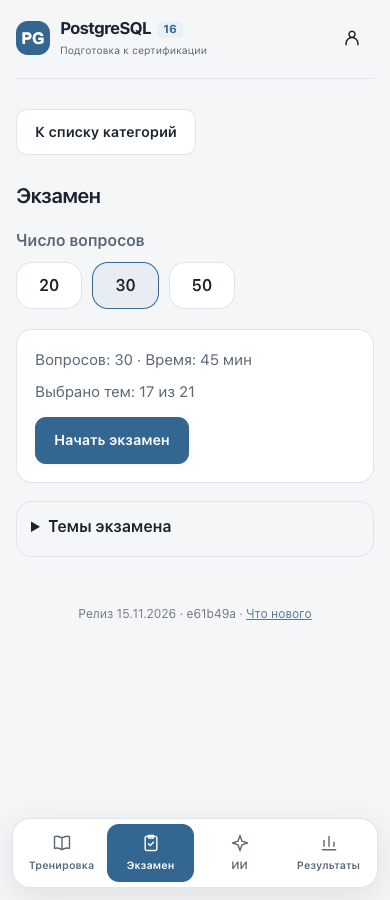 PG
PostgreSQL 16
Подготовка к сертификации
К списку категорий
Экзамен
Число вопросов
20 30 50
Вопросов: 30 · Время: 45 мин
Выбрано тем: 17 из 21
Начать экзамен
Темы экзамена
Релиз 15.11.2026 · e61b49a · Что нового
Тренировка Экзамен ИИ Результаты